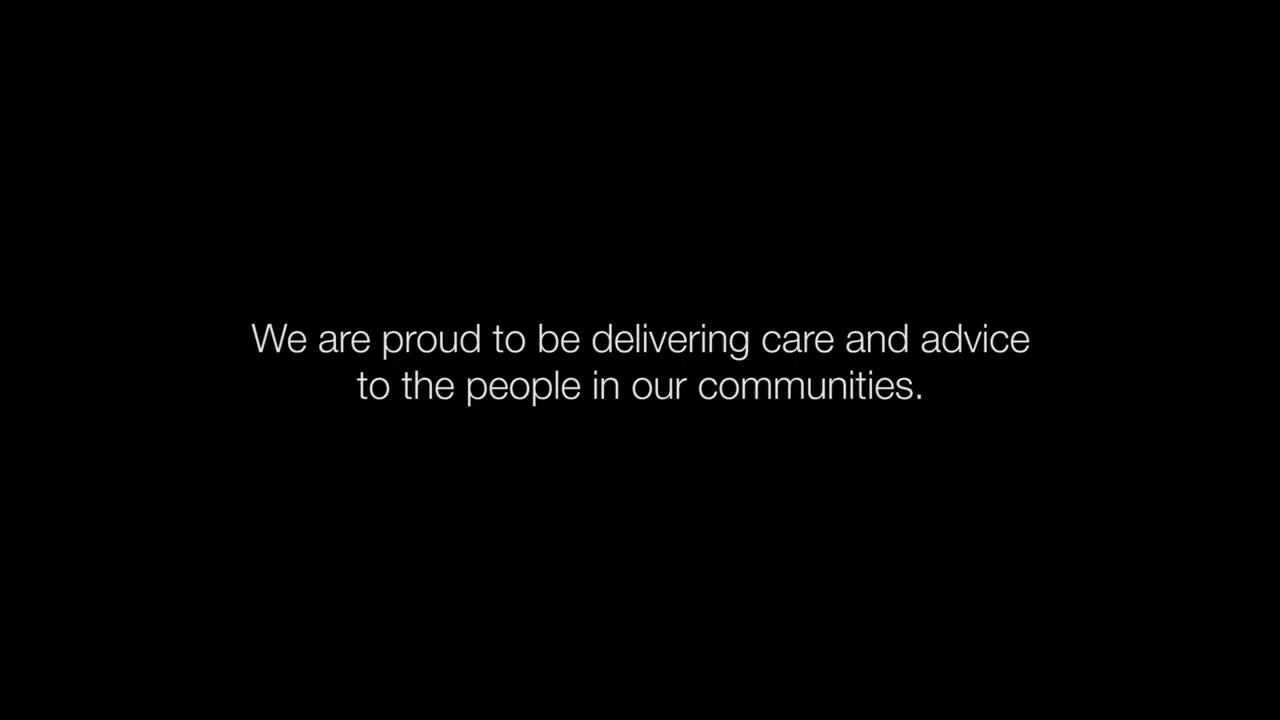 We are proud to be delivering care and advice
to the people in our communities.